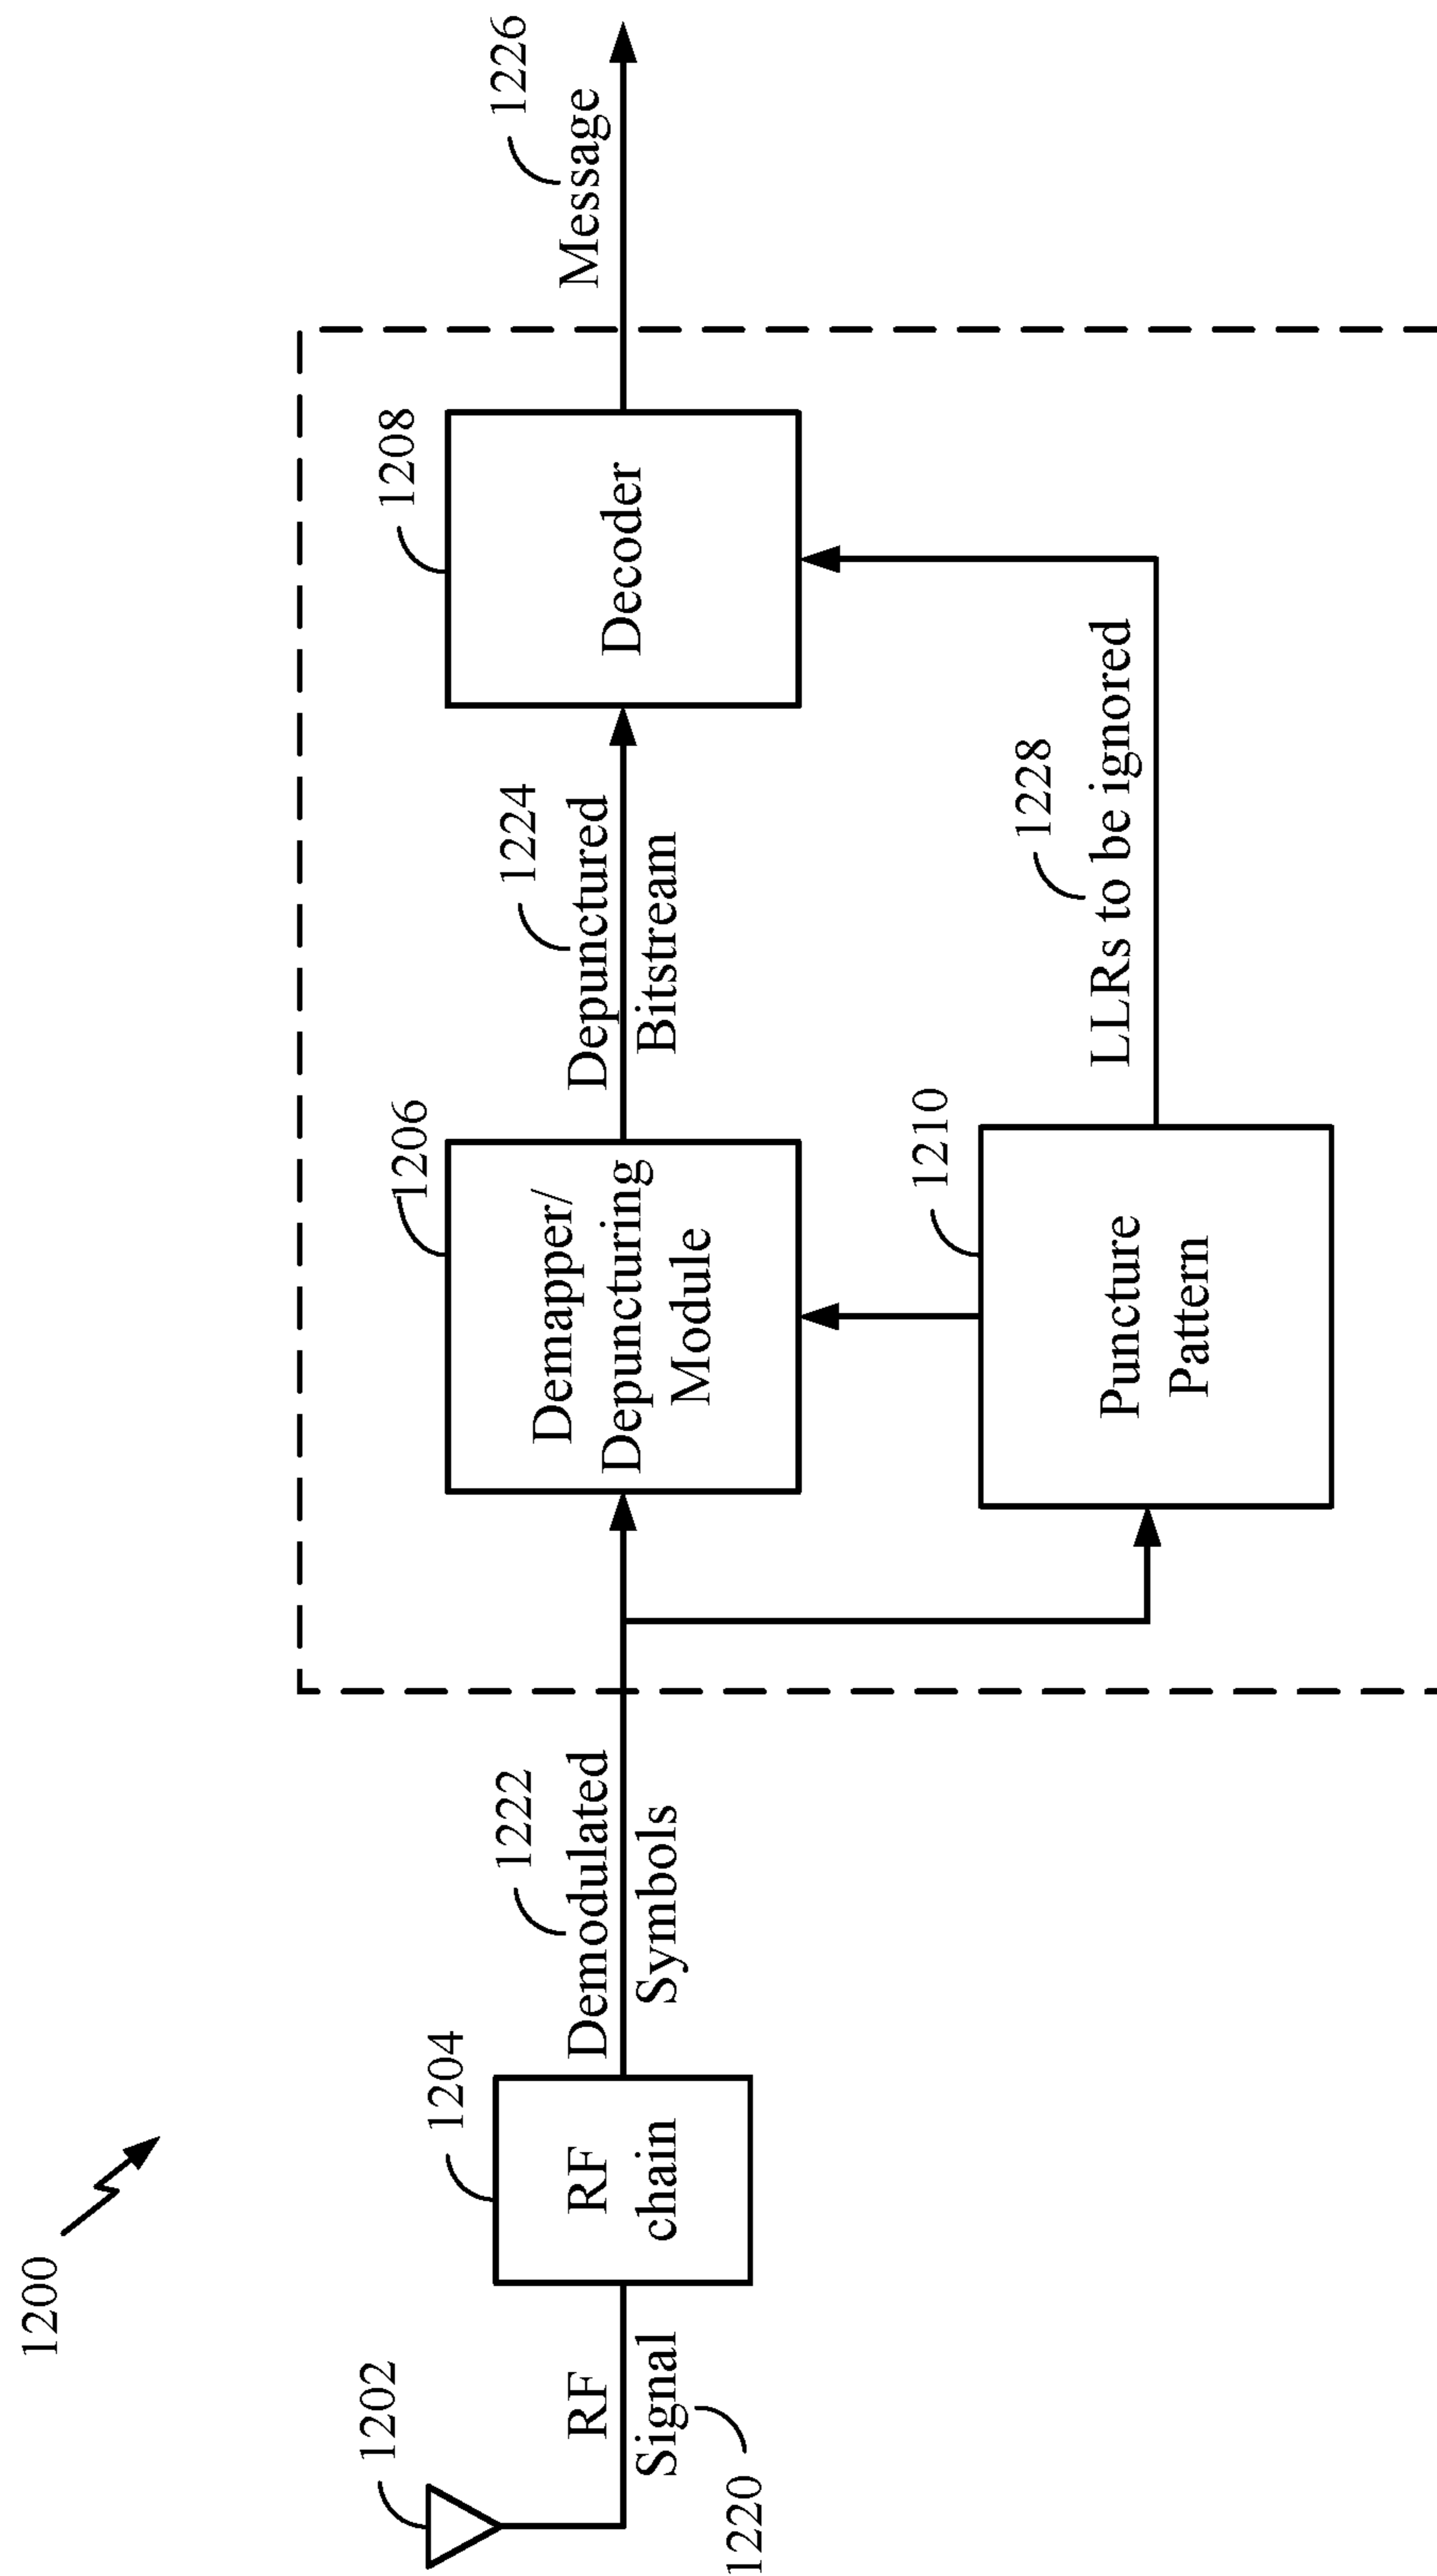 1200
1202
RF
Signal
1220
1204
RF
chain
1222
Demodulated
Symbols
1206
Demapper/
Depuncturing
Module
1224
Depunctured
Bitstream
1208
Decoder
1226
Message
1210
Puncture
Pattern
1228
LLRs to be ignored